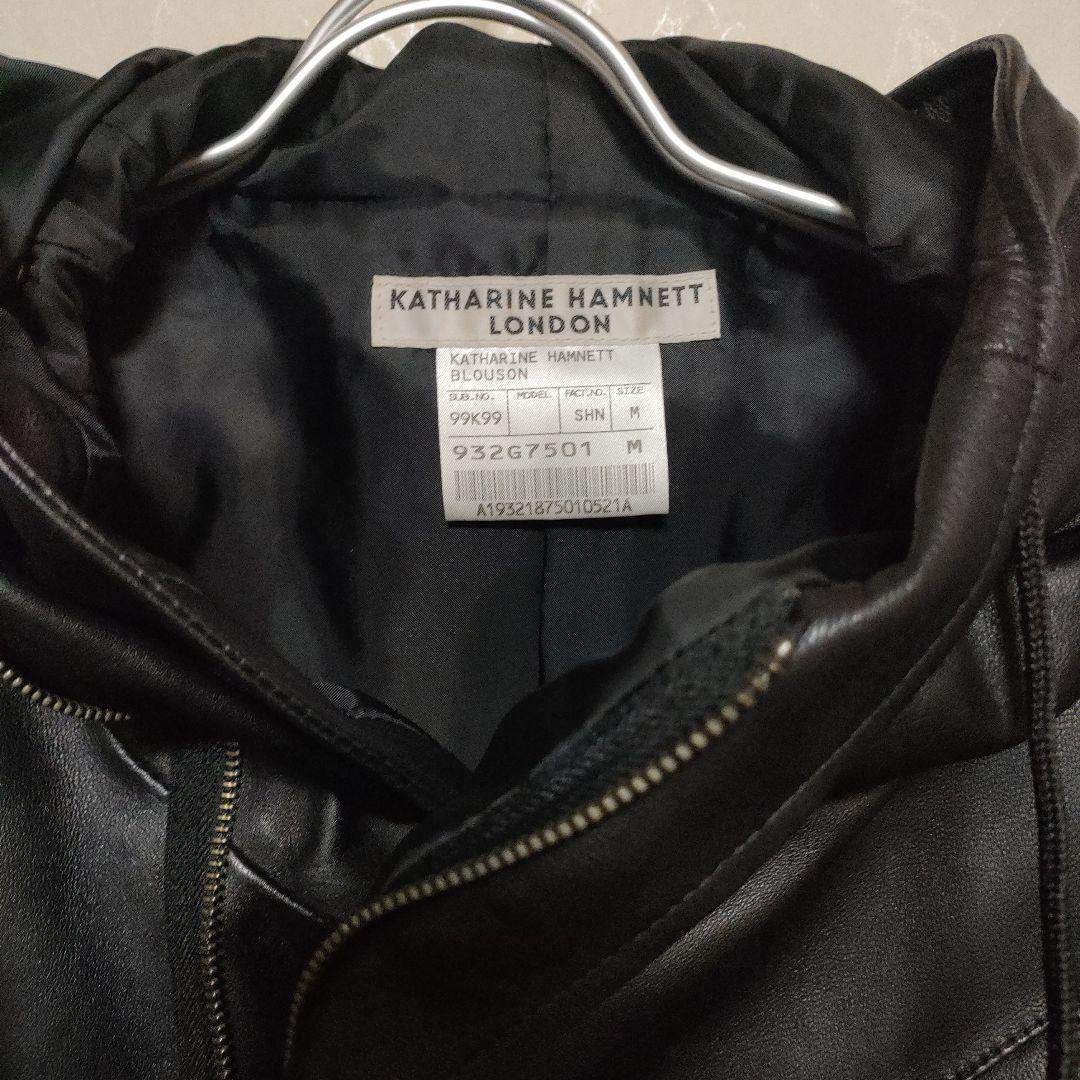 KATHARINE HAMNETT
LONDON
KATHARINE HAMNETT
BLOUSON
SUB.NO. MODEL FACT.NO. SIZE
99K99 SHN M
932G7501 M
A19321875010521A